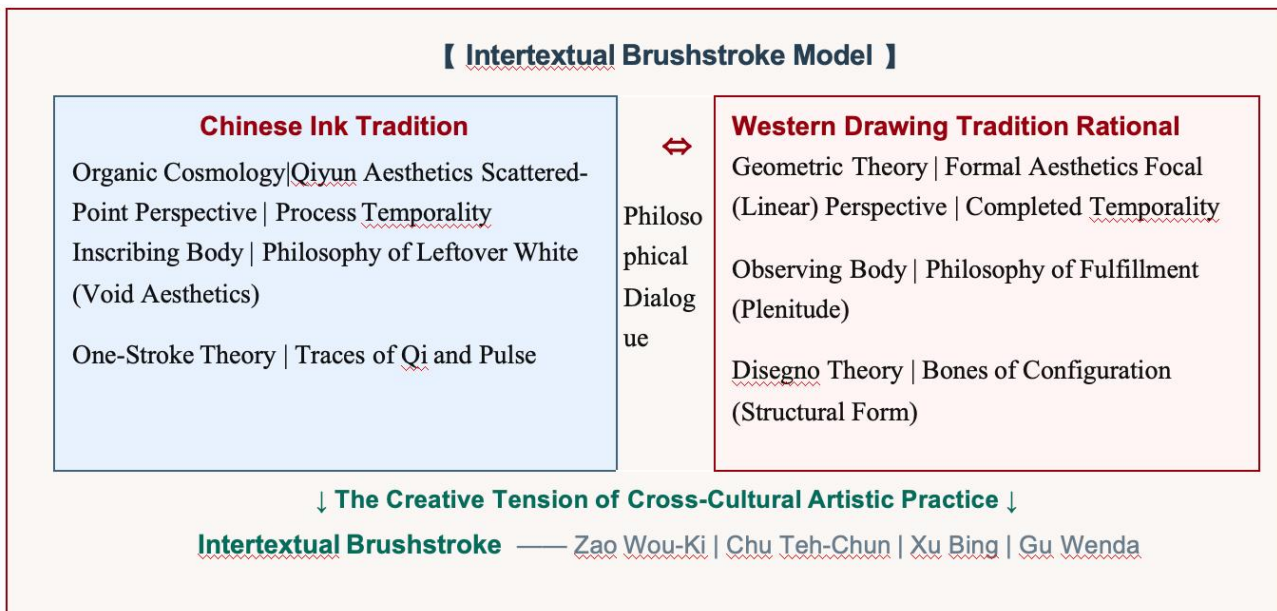 【 Intertextual Brushstroke Model 】
Chinese Ink Tradition
Organic Cosmology|Qiyun Aesthetics Scattered-
Point Perspective | Process Temporality
Inscribing Body | Philosophy of Leftover White
(Void Aesthetics)
One-Stroke Theory | Traces of Qi and Pulse
⇔
Philoso
phical
Dialog
ue
Western Drawing Tradition Rational
Geometric Theory | Formal Aesthetics Focal
(Linear) Perspective | Completed Temporality
Observing Body | Philosophy of Fulfillment
(Plenitude)
Disegno Theory | Bones of Configuration
(Structural Form)
↓ The Creative Tension of Cross-Cultural Artistic Practice ↓
Intertextual Brushstroke —— Zao Wou-Ki | Chu Teh-Chun | Xu Bing | Gu Wenda